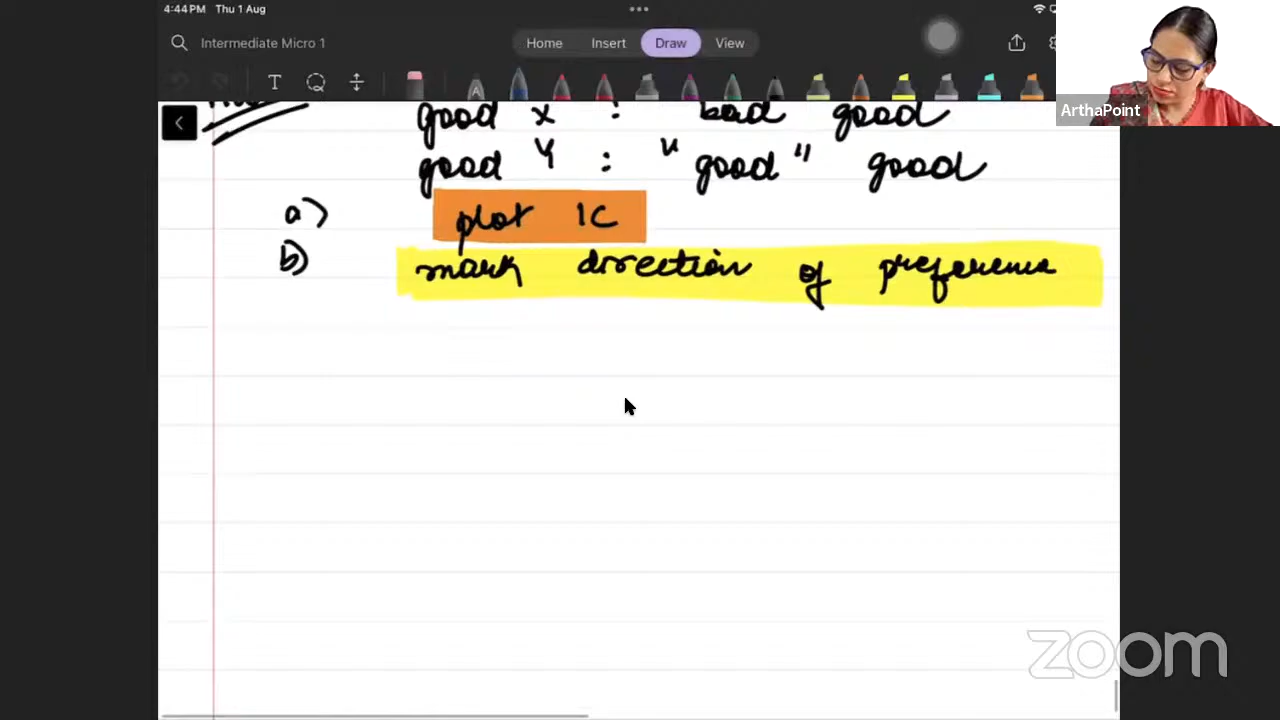 4:44 PM Thu 1 Aug
Intermediate Micro 1
Home Insert Draw View
ArthaPoint
good x : bad good
good Y : "good" good
a) plot IC
b) mark direction of preference
zoom